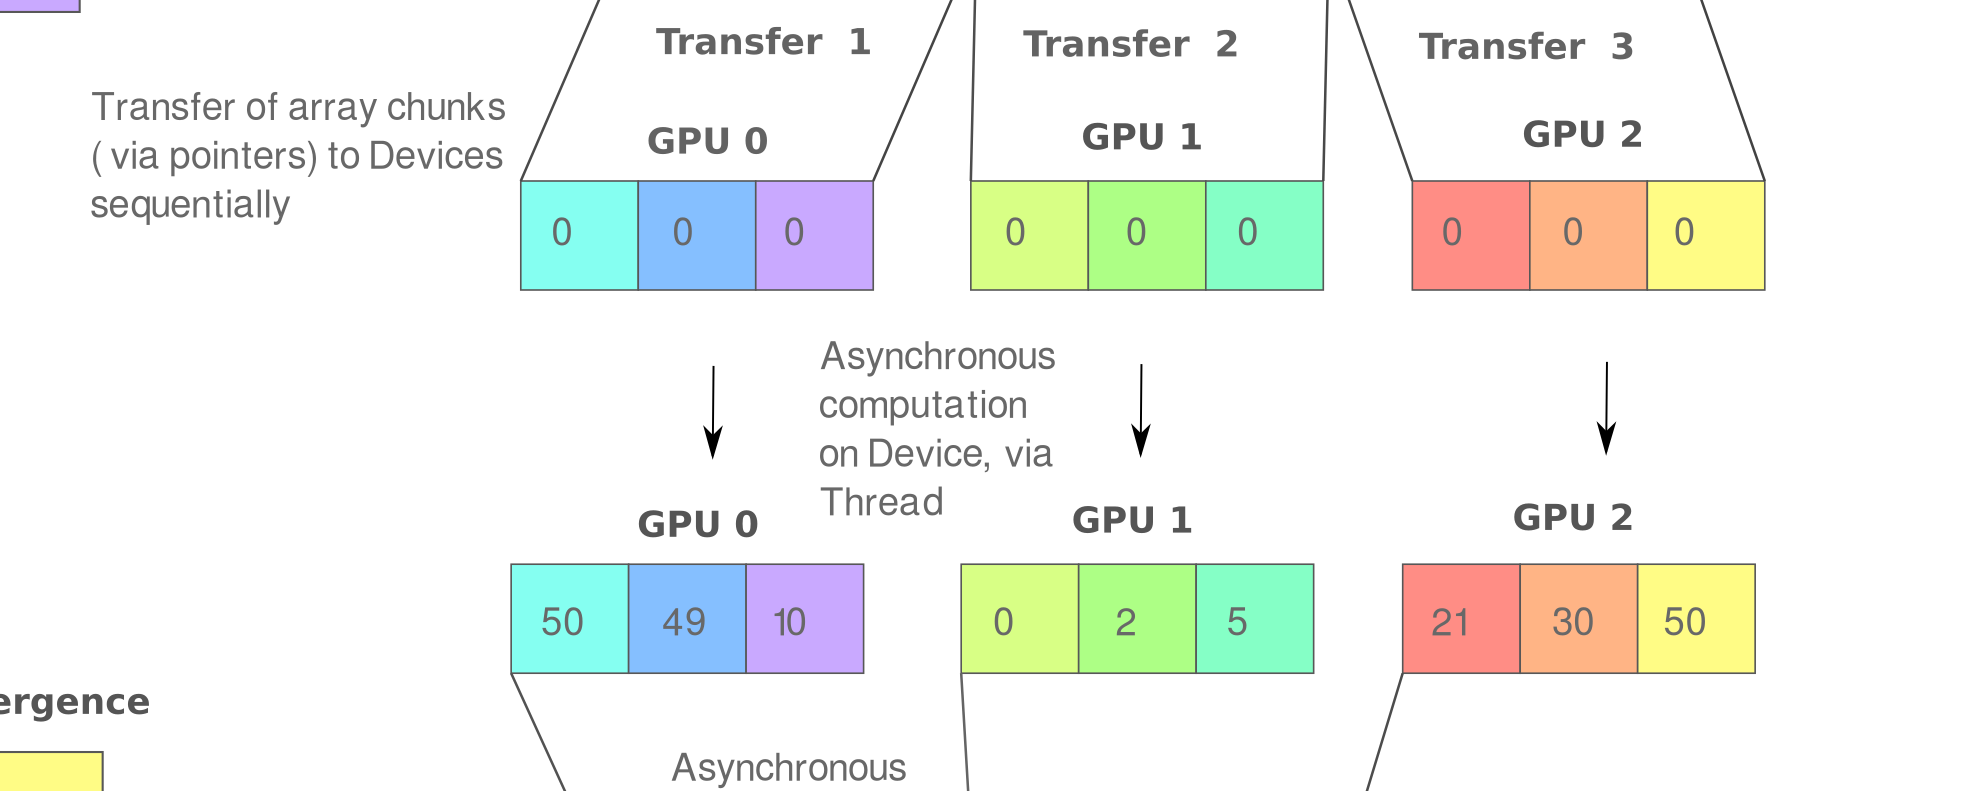 Transfer 1
Transfer 2
Transfer 3
Transfer of array chunks
( via pointers) to Devices
sequentially
GPU 0
GPU 1
GPU 2
0 0 0
0 0 0
0 0 0
Asynchronous
computation
on Device, via
Thread
GPU 0
GPU 1
GPU 2
50 49 10
0 2 5
21 30 50
ergence
Asynchronous